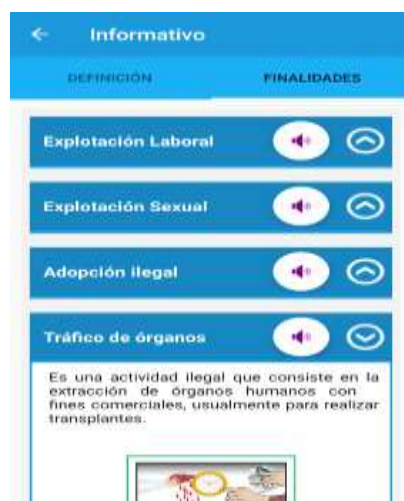 Informativo
DEFINICIÓN
FINALIDADES
Explotación Laboral
Explotación Sexual
Adopción ilegal
Tráfico de órganos
Es una actividad ilegal que consiste en la
extracción de órganos humanos con
fines comerciales, usualmente para realizar
transplantes.